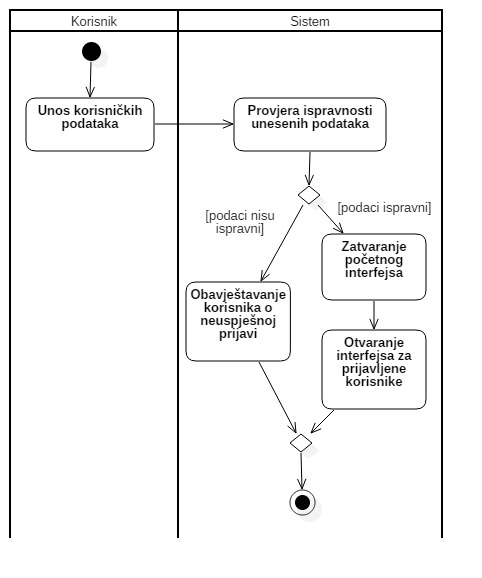 Korisnik
Sistem
Unos korisničkih
podataka
Provjera ispravnosti
unesenih podataka
[podaci nisu
ispravni]
[podaci ispravni]
Zatvaranje
početnog
interfejsa
Obavještavanje
korisnika o
neuspješnoj
prijavi
Otvaranje
interfejsa za
prijavljene
korisnike